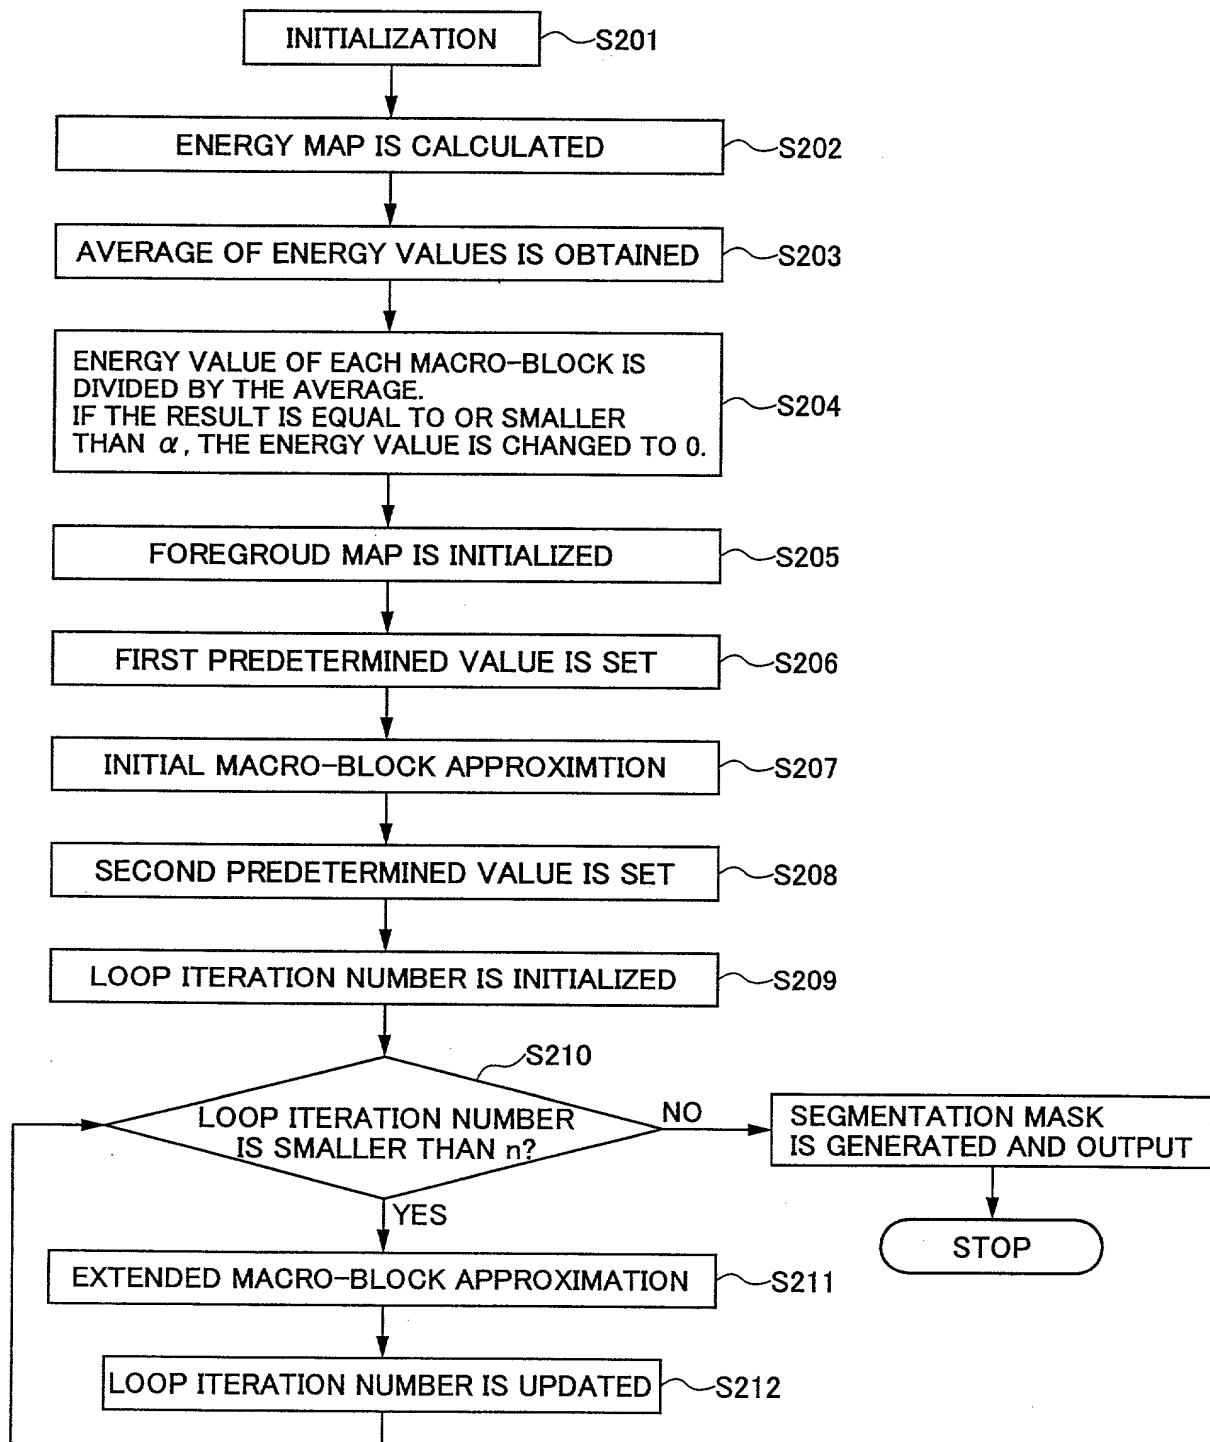 INITIALIZATION
S201
ENERGY MAP IS CALCULATED
S202
AVERAGE OF ENERGY VALUES IS OBTAINED
S203
ENERGY VALUE OF EACH MACRO-BLOCK IS
DIVIDED BY THE AVERAGE.
IF THE RESULT IS EQUAL TO OR SMALLER
THAN α, THE ENERGY VALUE IS CHANGED TO 0.
S204
FOREGROUD MAP IS INITIALIZED
S205
FIRST PREDETERMINED VALUE IS SET
S206
INITIAL MACRO-BLOCK APPROXIMTION
S207
SECOND PREDETERMINED VALUE IS SET
S208
LOOP ITERATION NUMBER IS INITIALIZED
S209
S210
LOOP ITERATION NUMBER
IS SMALLER THAN n?
NO
SEGMENTATION MASK
IS GENERATED AND OUTPUT
YES
STOP
EXTENDED MACRO-BLOCK APPROXIMATION
S211
LOOP ITERATION NUMBER IS UPDATED
S212